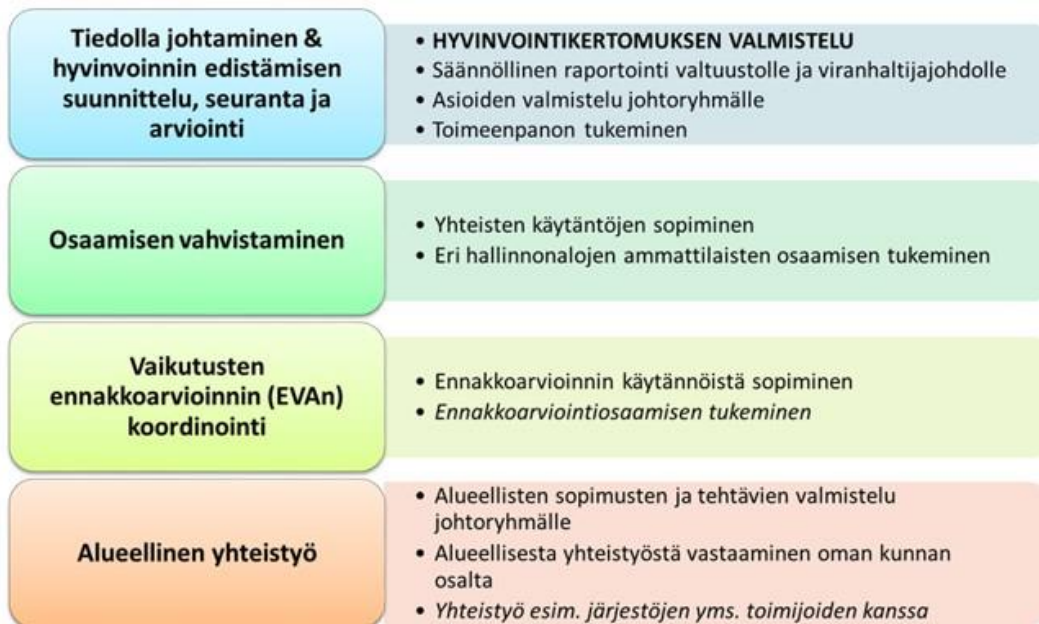 Tiedolla johtaminen &
hyvinvoinnin edistämisen
suunnittelu, seuranta ja
arviointi
• HYVINVOINTIKERTOMUKSEN VALMISTELU
• Säännöllinen raportointi valtuustolle ja viranhaltijajohdolle
• Asioiden valmistelu johtoryhmälle
• Toimeenpanon tukeminen
Osaamisen vahvistaminen
• Yhteisten käytäntöjen sopiminen
• Eri hallinnonalojen ammattilaisten osaamisen tukeminen
Vaikutusten
ennakkoarvioinnin (EVAn)
koordinointi
• Ennakkoarvioinnin käytännöistä sopiminen
• Ennakkoarviointiosaamisen tukeminen
Alueellinen yhteistyö
• Alueellisten sopimusten ja tehtävien valmistelu
johtoryhmälle
• Alueellisesta yhteistyöstä vastaaminen oman kunnan
osalta
• Yhteistyö esim. järjestöjen yms. toimijoiden kanssa